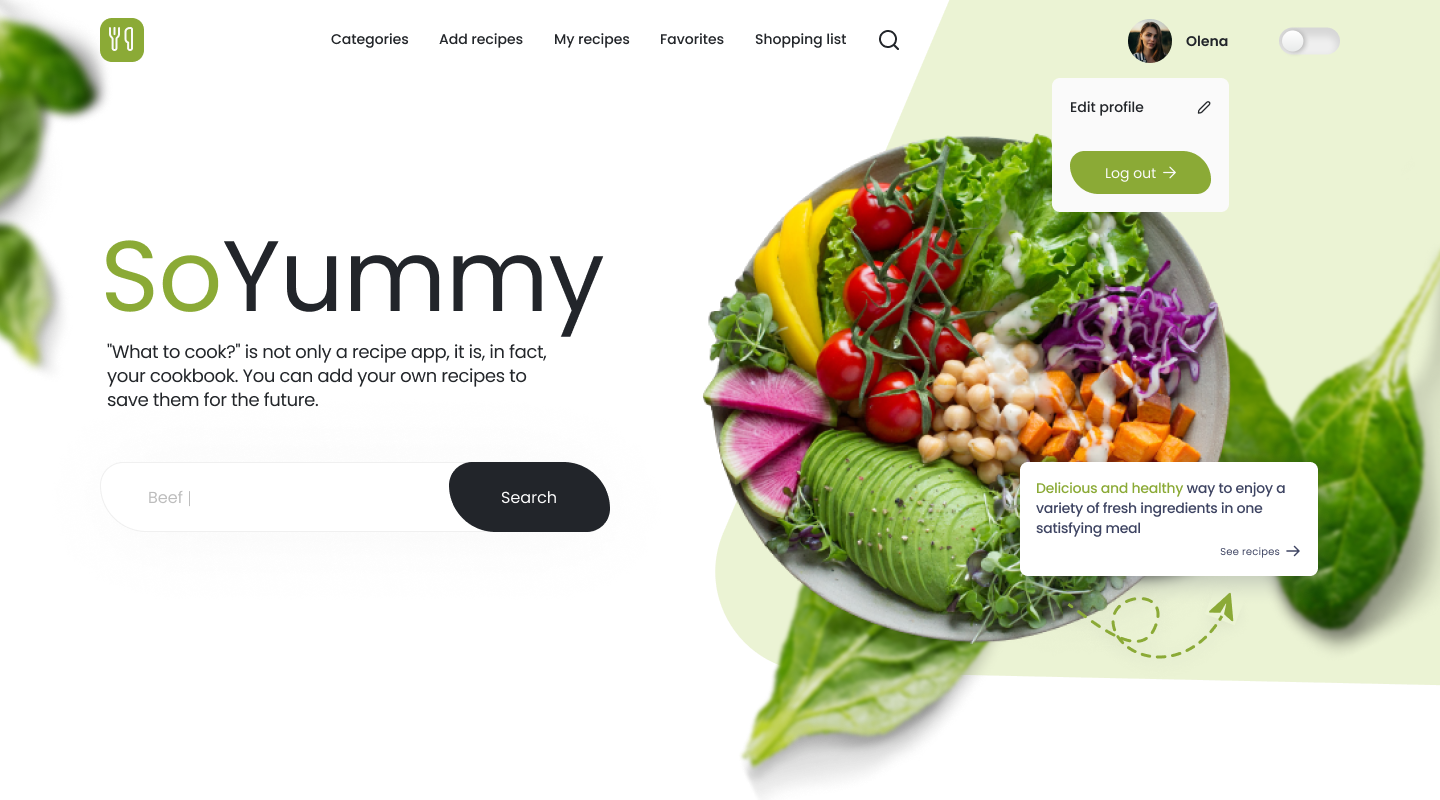 Categories
Add recipes
My recipes
Favorites
Shopping list
Olena
Edit profile
Log out
SoYummy
"What to cook?" is not only a recipe app, it is, in fact,
your cookbook. You can add your own recipes to
save them for the future.
Beef |
Search
Delicious and healthy way to enjoy a
variety of fresh ingredients in one
satisfying meal
See recipes